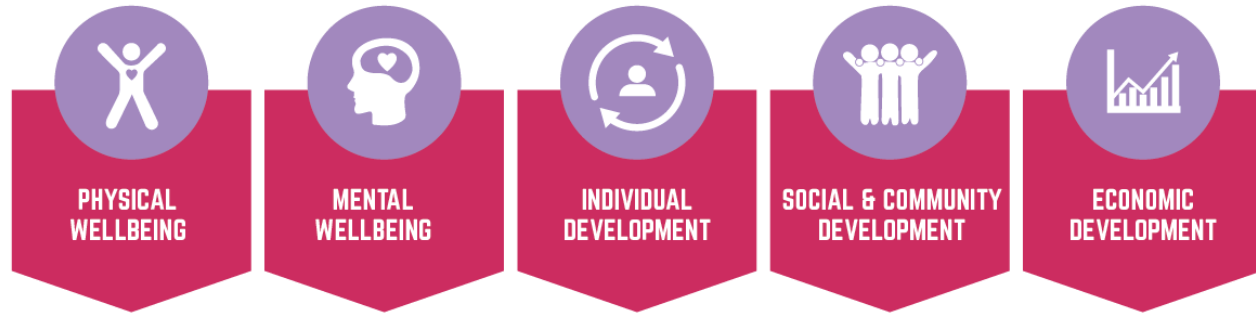 PHYSICAL
WELLBEING
MENTAL
WELLBEING
INDIVIDUAL
DEVELOPMENT
SOCIAL & COMMUNITY
DEVELOPMENT
ECONOMIC
DEVELOPMENT